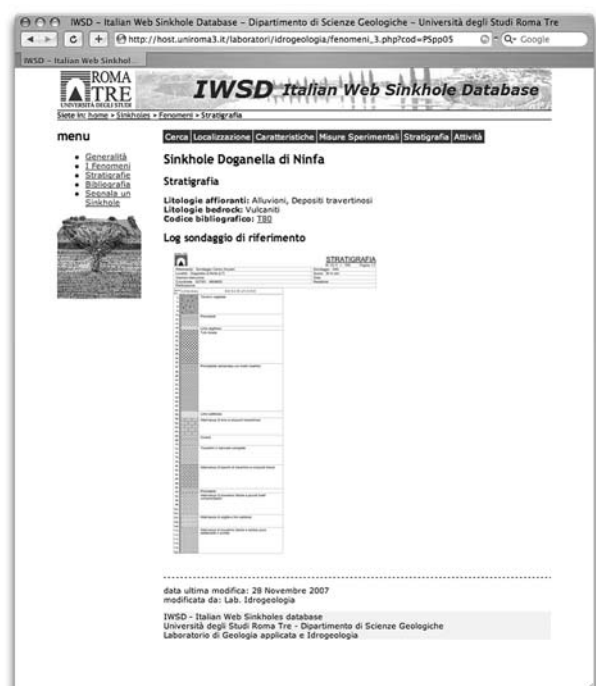 IWSD – Italian Web Sinkhole Database – Dipartimento di Scienze Geologiche – Università degli Studi Roma Tre
http://host.uniroma3.it/laboratori/idrogeologia/fenomeni_3.php?cod=PSpp05
Google
IWSD – Italian Web Sinkhol...
ROMA
TRE
UNIVERSITÀ DEGLI STUDI
IWSD Italian Web Sinkhole Database
Siete in: home » Sinkholes » Fenomeni » Stratigrafia
menu
Generalità
I Fenomeni
Stratigrafie
Bibliografia
Segnala un
Sinkhole
Cerca Localizzazione Caratteristiche Misure Sperimentali Stratigrafia Attività
Sinkhole Doganella di Ninfa
Stratigrafia
Litologie affioranti: Alluvioni, Depositi travertinosi
Litologie bedrock: Vulcaniti
Codice bibliografico: T80
Log sondaggio di riferimento
STRATIGRAFIA
Terreno vegetale
Pozzolana
data ultima modifica: 28 Novembre 2007
modificata da: Lab. Idrogeologia
IWSD – Italian Web Sinkholes database
Università degli Studi Roma Tre - Dipartimento di Scienze Geologiche
Laboratorio di Geologia applicata e Idrogeologia